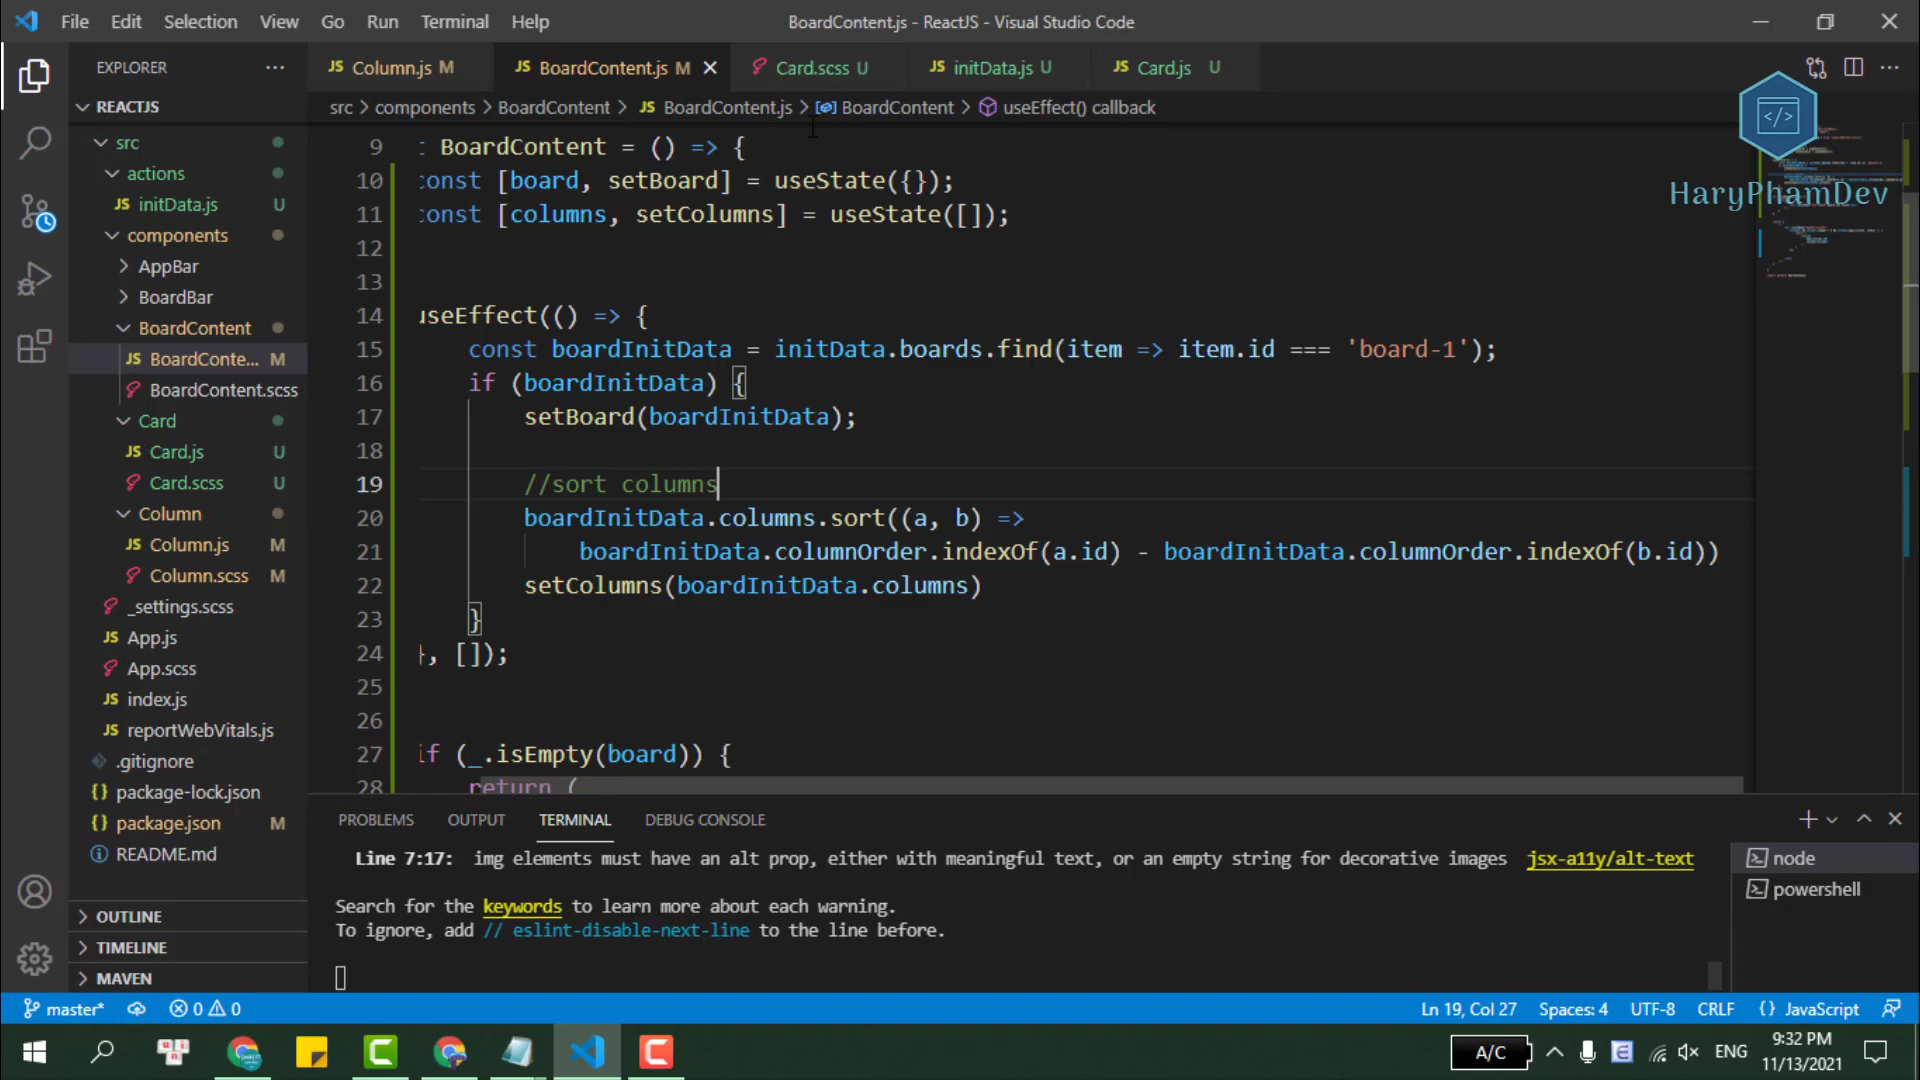 File Edit Selection View Go Run Terminal Help
BoardContent.js - ReactJS - Visual Studio Code
EXPLORER
JS Column.js M
JS BoardContent.js M
Card.scss U
JS initData.js U
JS Card.js U
REACTJS
src > components > BoardContent > JS BoardContent.js > BoardContent > useEffect() callback
</>
HaryPhamDev
src
actions
JS initData.js U
components
AppBar
BoardBar
BoardContent
JS BoardConte... M
BoardContent.scss
Card
JS Card.js U
Card.scss U
Column
JS Column.js M
Column.scss M
_settings.scss
JS App.js
App.scss
JS index.js
JS reportWebVitals.js
.gitignore
{} package-lock.json
{} package.json M
README.md
OUTLINE
TIMELINE
MAVEN
9 : BoardContent = () => {
10 const [board, setBoard] = useState({});
11 const [columns, setColumns] = useState([]);
12
13
14 useEffect(() => {
15 const boardInitData = initData.boards.find(item => item.id === 'board-1');
16 if (boardInitData) {
17 setBoard(boardInitData);
18
19 //sort columns
20 boardInitData.columns.sort((a, b) =>
21 boardInitData.columnOrder.indexOf(a.id) - boardInitData.columnOrder.indexOf(b.id))
22 setColumns(boardInitData.columns)
23 }
24 }, []);
25
26
27 if (_.isEmpty(board)) {
28 return (
PROBLEMS OUTPUT TERMINAL DEBUG CONSOLE
Line 7:17: img elements must have an alt prop, either with meaningful text, or an empty string for decorative images jsx-a11y/alt-text
Search for the keywords to learn more about each warning.
To ignore, add // eslint-disable-next-line to the line before.
node
powershell
master* 0 0
Ln 19, Col 27 Spaces: 4 UTF-8 CRLF {} JavaScript
A/C
ENG
9:32 PM
11/13/2021